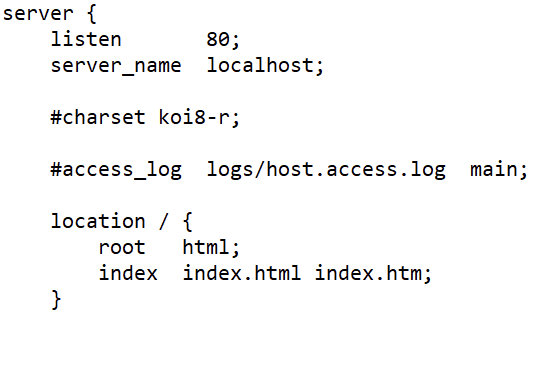 server {
    listen       80;
    server_name  localhost;

    #charset koi8-r;

    #access_log  logs/host.access.log  main;

    location / {
        root   html;
        index  index.html index.htm;
    }